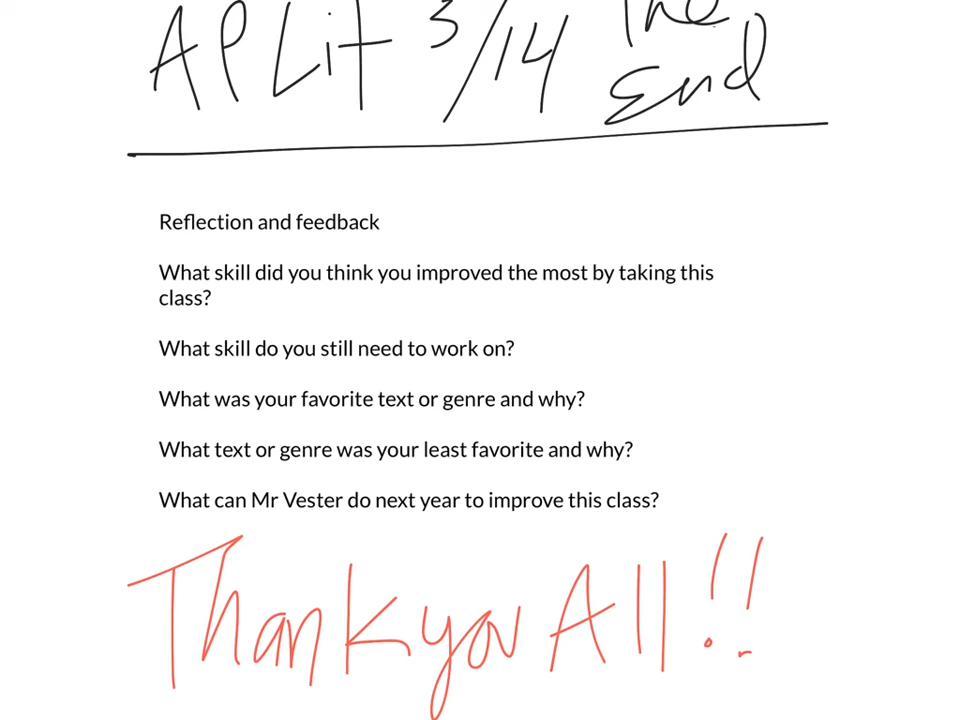 AP Lit 3/14 The
End
Reflection and feedback
What skill did you think you improved the most by taking this
class?
What skill do you still need to work on?
What was your favorite text or genre and why?
What text or genre was your least favorite and why?
What can Mr Vester do next year to improve this class?
Thank you All!!